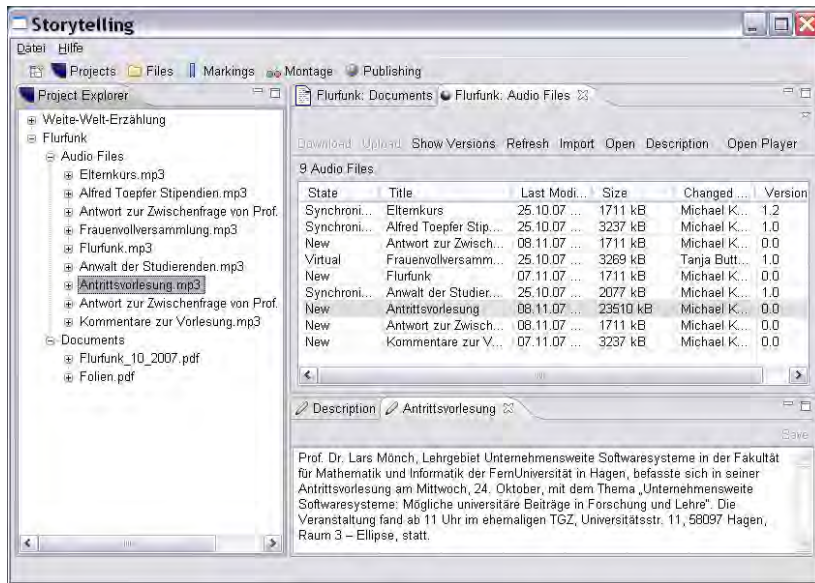 Storytelling
Datei Hilfe
Projects Files Markings Montage Publishing
Project Explorer
Weite-Welt-Erzählung
Flurfunk
Audio Files
Elternkurs.mp3
Alfred Toepfer Stipendien.mp3
Antwort zur Zwischenfrage von Prof.
Frauenvollversammlung.mp3
Flurfunk.mp3
Anwalt der Studierenden.mp3
Antrittsvorlesung.mp3
Antwort zur Zwischenfrage von Prof.
Kommentare zur Vorlesung.mp3
Documents
Flurfunk_10_2007.pdf
Folien.pdf
Flurfunk: Documents Flurfunk: Audio Files
Download Upload Show Versions Refresh Import Open Description Open Player
9 Audio Files
State Title Last Modi... Size Changed ... Version
Synchroni... Elternkurs 25.10.07 ... 1711 kB Michael K... 1.2
Synchroni... Alfred Toepfer Stip... 25.10.07 ... 3237 kB Michael K... 1.0
New Antwort zur Zwisch... 08.11.07 ... 1711 kB Michael K... 0.0
Virtual Frauenvollversamm... 25.10.07 ... 3269 kB Tanja Butt... 1.0
New Flurfunk 07.11.07 ... 1711 kB Michael K... 0.0
Synchroni... Anwalt der Studier... 25.10.07 ... 2077 kB Michael K... 1.0
New Antrittsvorlesung 08.11.07 ... 23510 kB Michael K... 0.0
New Antwort zur Zwisch... 08.11.07 ... 1711 kB Michael K... 0.0
New Kommentare zur V... 07.11.07 ... 3237 kB Michael K... 0.0
Description Antrittsvorlesung
Save
Prof. Dr. Lars Mönch, Lehrgebiet Unternehmensweite Softwaresysteme in der Fakultät
für Mathematik und Informatik der FernUniversität in Hagen, befasste sich in seiner
Antrittsvorlesung am Mittwoch, 24. Oktober, mit dem Thema „Unternehmensweite
Softwaresysteme: Mögliche universitäre Beiträge in Forschung und Lehre". Die
Veranstaltung fand ab 11 Uhr im ehemaligen TGZ, Universitätsstr. 11, 58097 Hagen,
Raum 3 – Ellipse, statt.